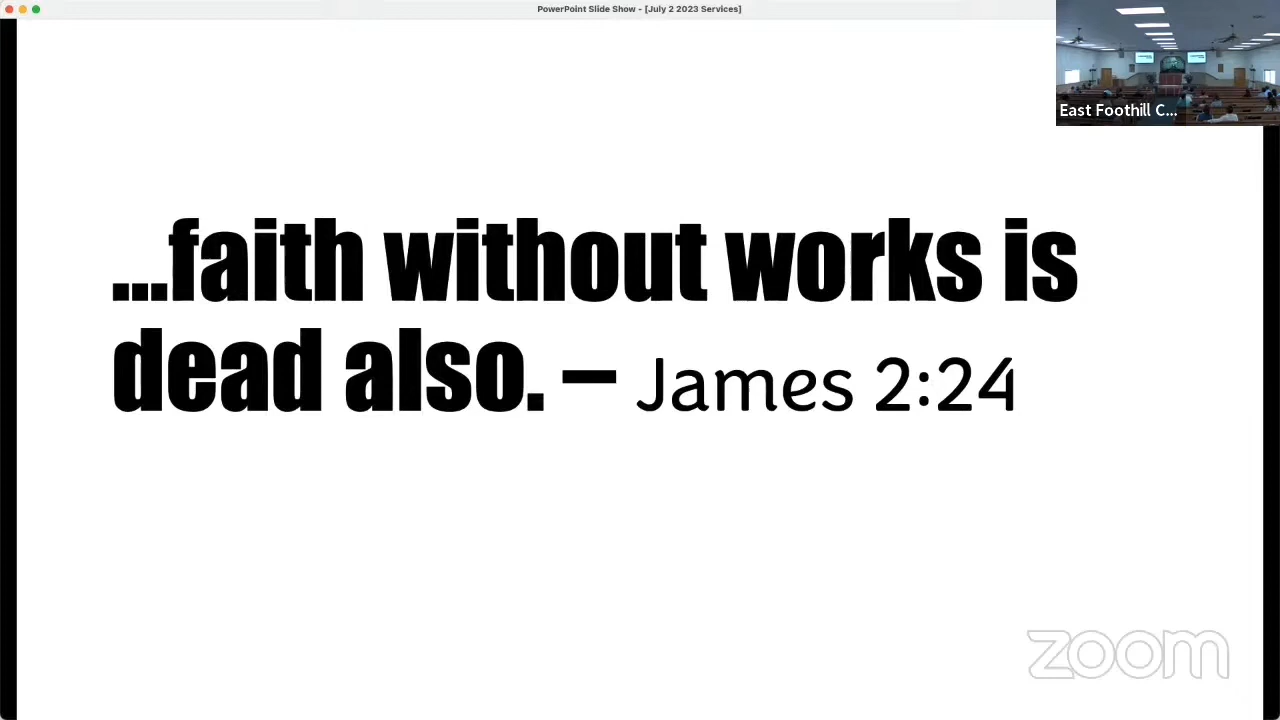 PowerPoint Slide Show - [July 2 2023 Services]
East Foothill C...
...faith without works is
dead also. – James 2:24
zoom